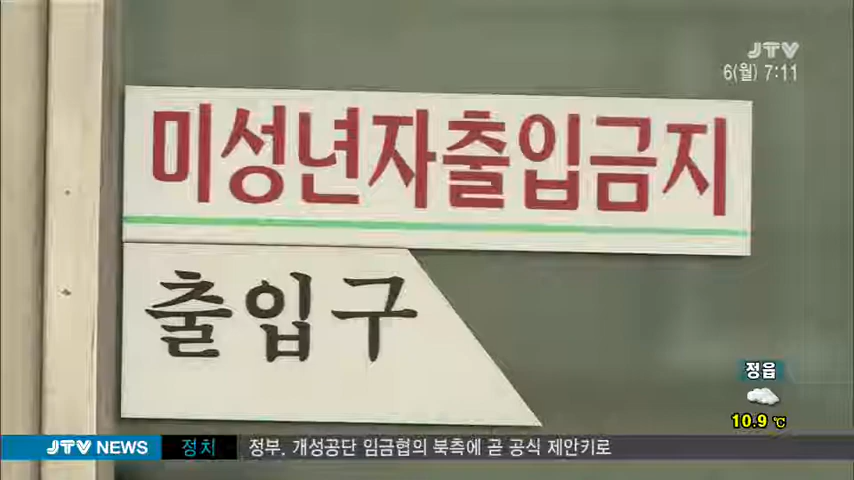 JTV
6(월) 7:11
미성년자출입금지
출입구
정읍
10.9 ℃
JTV NEWS 정치 정부, 개성공단 임금협의 북측에 곧 공식 제안키로